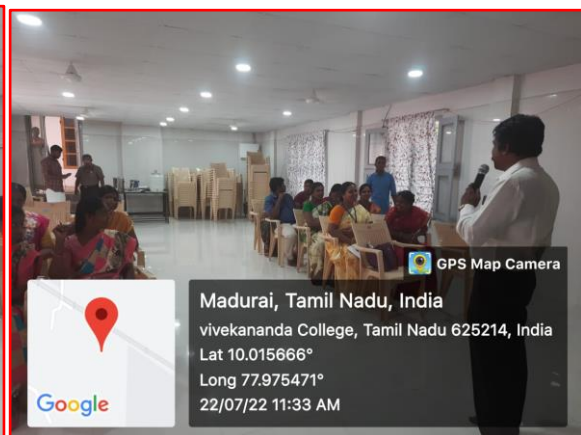 GPS Map Camera
Madurai, Tamil Nadu, India
vivekananda College, Tamil Nadu 625214, India
Lat 10.015666°
Long 77.975471°
22/07/22 11:33 AM
Google